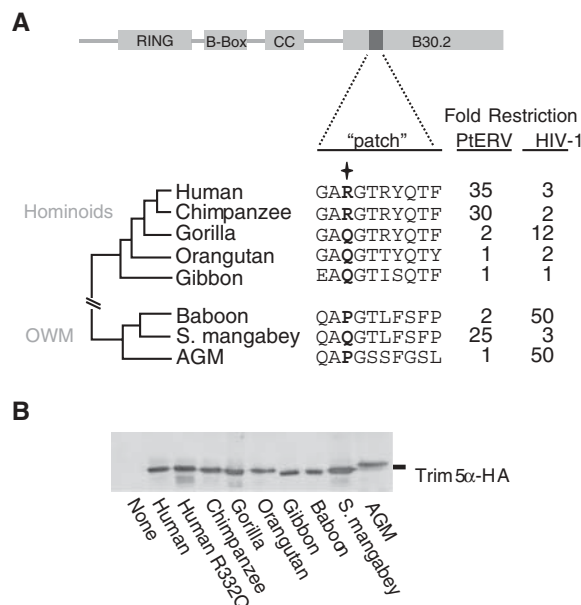 A
RING B-Box CC B30.2
Fold Restriction
"patch" PtERV HIV-1
Hominoids
Human GARGTRYQTF 35 3
Chimpanzee GARGTRYQTF 30 2
Gorilla GAQGTRYQTF 2 12
Orangutan GAQGTTYQTY 1 2
Gibbon EAQGTISQTF 1 1
OWM
Baboon QAPGTLFSFP 2 50
S. mangabey QAQGTLFSFP 25 3
AGM QAPGSSFGSL 1 50
B
Trim5α-HA
None
Human
Human R332Q
Chimpanzee
Gorilla
Orangutan
Gibbon
Baboon
S. mangabey
AGM